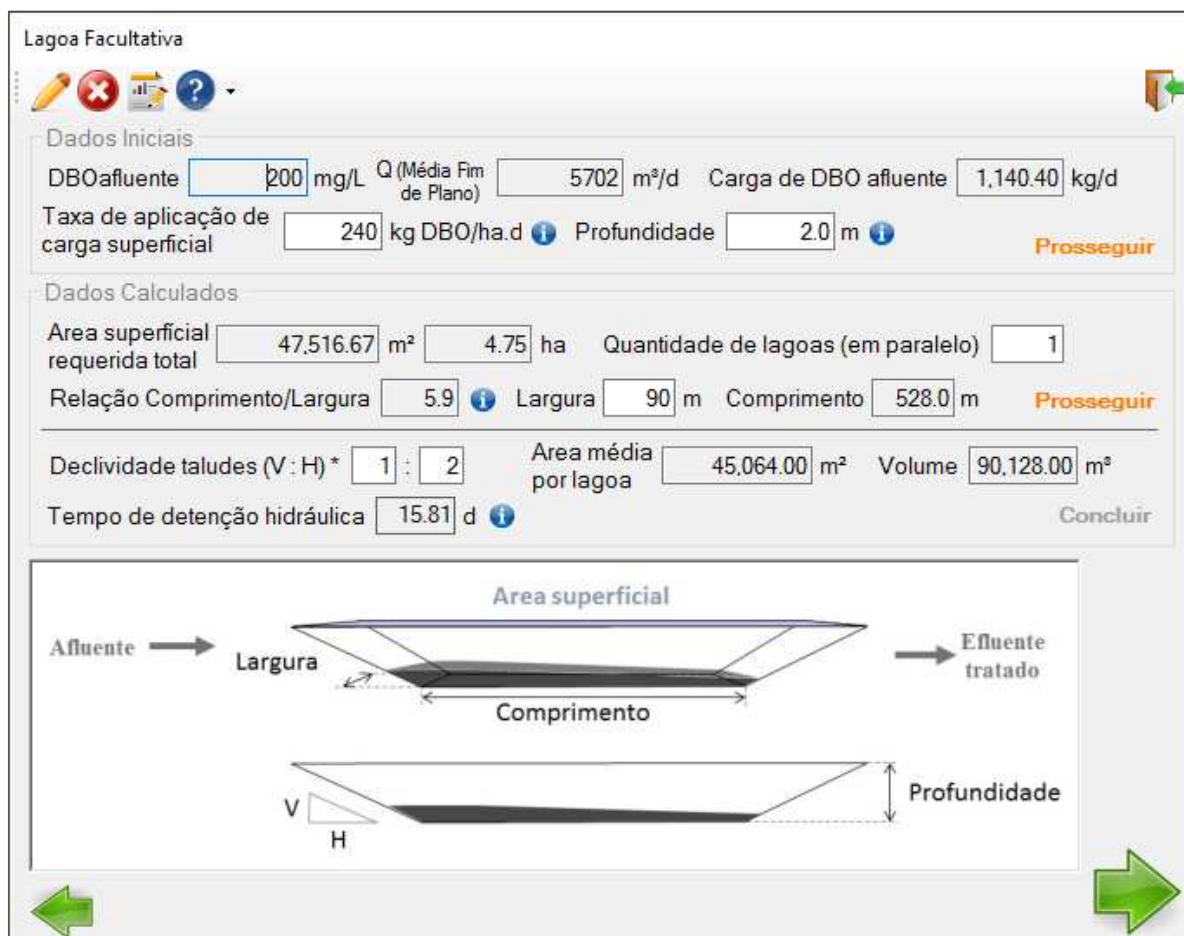 Lagoa Facultativa
Dados Iniciais
DBOafluente 200 mg/L Q (Média Fim de Plano) 5702 m³/d Carga de DBO afluente 1,140.40 kg/d
Taxa de aplicação de
carga superficial 240 kg DBO/ha.d Profundidade 2.0 m
Prosseguir
Dados Calculados
Area superfícial
requerida total 47,516.67 m² 4.75 ha Quantidade de lagoas (em paralelo) 1
Relação Comprimento/Largura 5.9 Largura 90 m Comprimento 528.0 m Prosseguir
Declividade taludes (V : H) * 1 : 2 Area média
por lagoa 45,064.00 m² Volume 90,128.00 m³
Tempo de detenção hidráulica 15.81 d Concluir
Area superficial
Afluente
Largura
Efluente
tratado
Comprimento
V
H
Profundidade